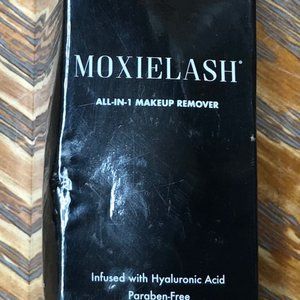 MOXIELASH®
ALL-IN-1 MAKEUP REMOVER
Infused with Hyaluronic Acid
Paraben-Free